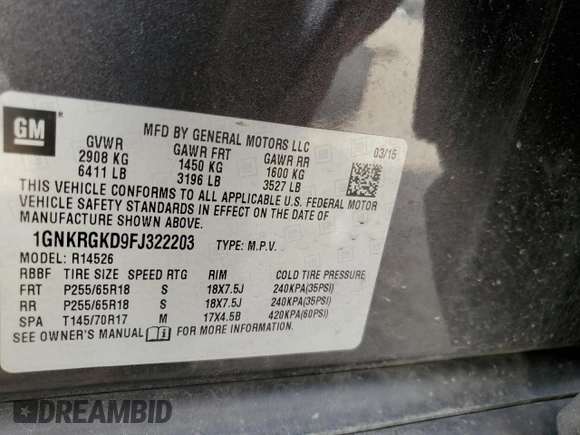 GM
MFD BY GENERAL MOTORS LLC
03/15
GVWR GAWR FRT GAWR RR
2908 KG 1450 KG 1600 KG
6411 LB 3196 LB 3527 LB
THIS VEHICLE CONFORMS TO ALL APPLICABLE U.S. FEDERAL MOTOR
VEHICLE SAFETY STANDARDS IN EFFECT ON THE DATE OF
MANUFACTURE SHOWN ABOVE.
1GNKRGKD9FJ322203 TYPE: M.P.V.
MODEL: R14526
RBBF TIRE SIZE SPEED RTG RIM COLD TIRE PRESSURE
FRT P255/65R18 S 18X7.5J 240KPA(35PSI)
RR P255/65R18 S 18X7.5J 240KPA(35PSI)
SPA T145/70R17 M 17X4.5B 420KPA(60PSI)
SEE OWNER'S MANUAL FOR MORE INFORMATION.
DREAMBID